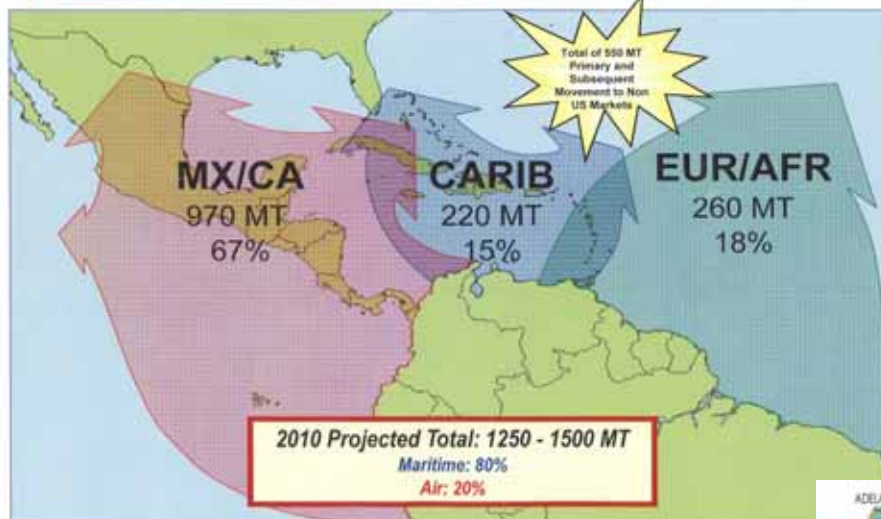 Total of 550 MT
Primary and
Subsequent
Movement to Non
US Markets
MX/CA
970 MT
67%
CARIB
220 MT
15%
EUR/AFR
260 MT
18%
2010 Projected Total: 1250 - 1500 MT
Maritime: 80%
Air: 20%